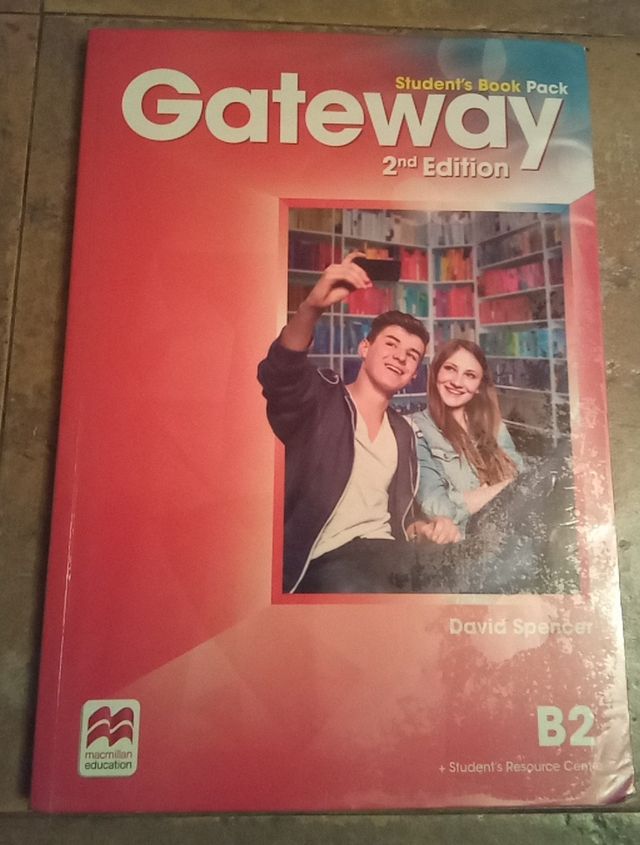 Student's Book Pack
Gateway
2nd Edition
David Spencer
B2
+ Student's Resource Centre
macmillan
education